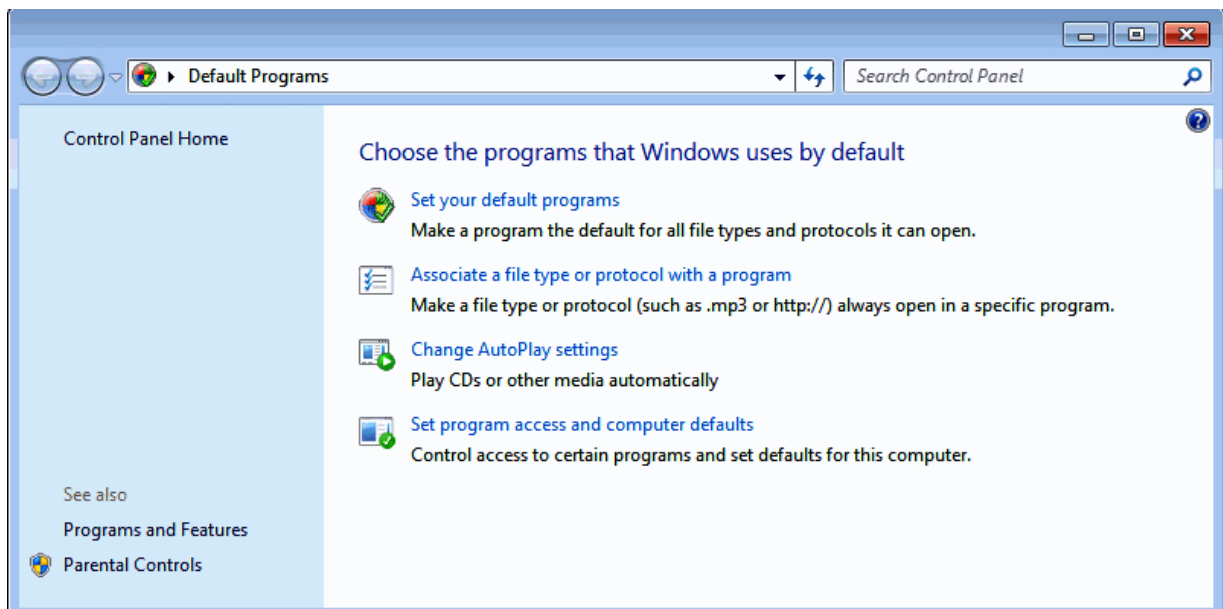 Default Programs
Search Control Panel
Control Panel Home
Choose the programs that Windows uses by default
Set your default programs
Make a program the default for all file types and protocols it can open.
Associate a file type or protocol with a program
Make a file type or protocol (such as .mp3 or http://) always open in a specific program.
Change AutoPlay settings
Play CDs or other media automatically
Set program access and computer defaults
Control access to certain programs and set defaults for this computer.
See also
Programs and Features
Parental Controls